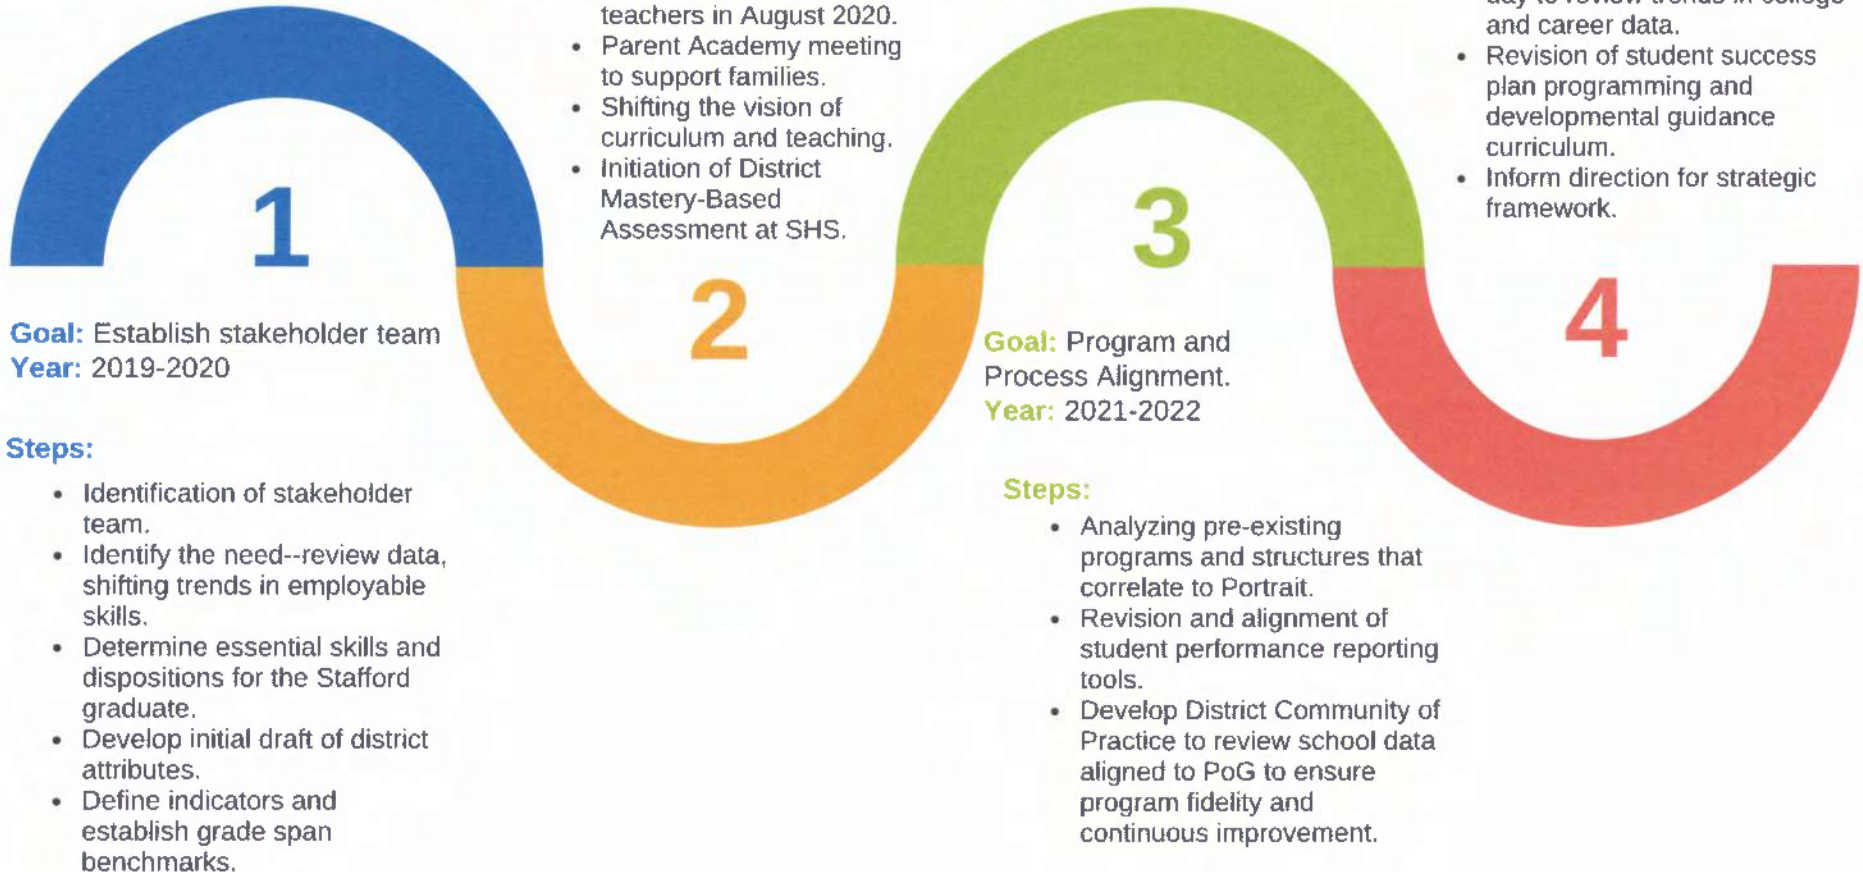 1
Goal: Establish stakeholder team
Year: 2019-2020
Steps:
• Identification of stakeholder
team.
• Identify the need--review data,
shifting trends in employable
skills.
• Determine essential skills and
dispositions for the Stafford
graduate.
• Develop initial draft of district
attributes.
• Define indicators and
establish grade span
benchmarks.
teachers in August 2020.
• Parent Academy meeting
to support families.
• Shifting the vision of
curriculum and teaching.
• Initiation of District
Mastery-Based
Assessment at SHS.
2
3
Goal: Program and
Process Alignment.
Year: 2021-2022
Steps:
• Analyzing pre-existing
programs and structures that
correlate to Portrait.
• Revision and alignment of
student performance reporting
tools.
• Develop District Community of
Practice to review school data
aligned to PoG to ensure
program fidelity and
continuous improvement.
day to review trends in college
and career data.
• Revision of student success
plan programming and
developmental guidance
curriculum.
• Inform direction for strategic
framework.
4